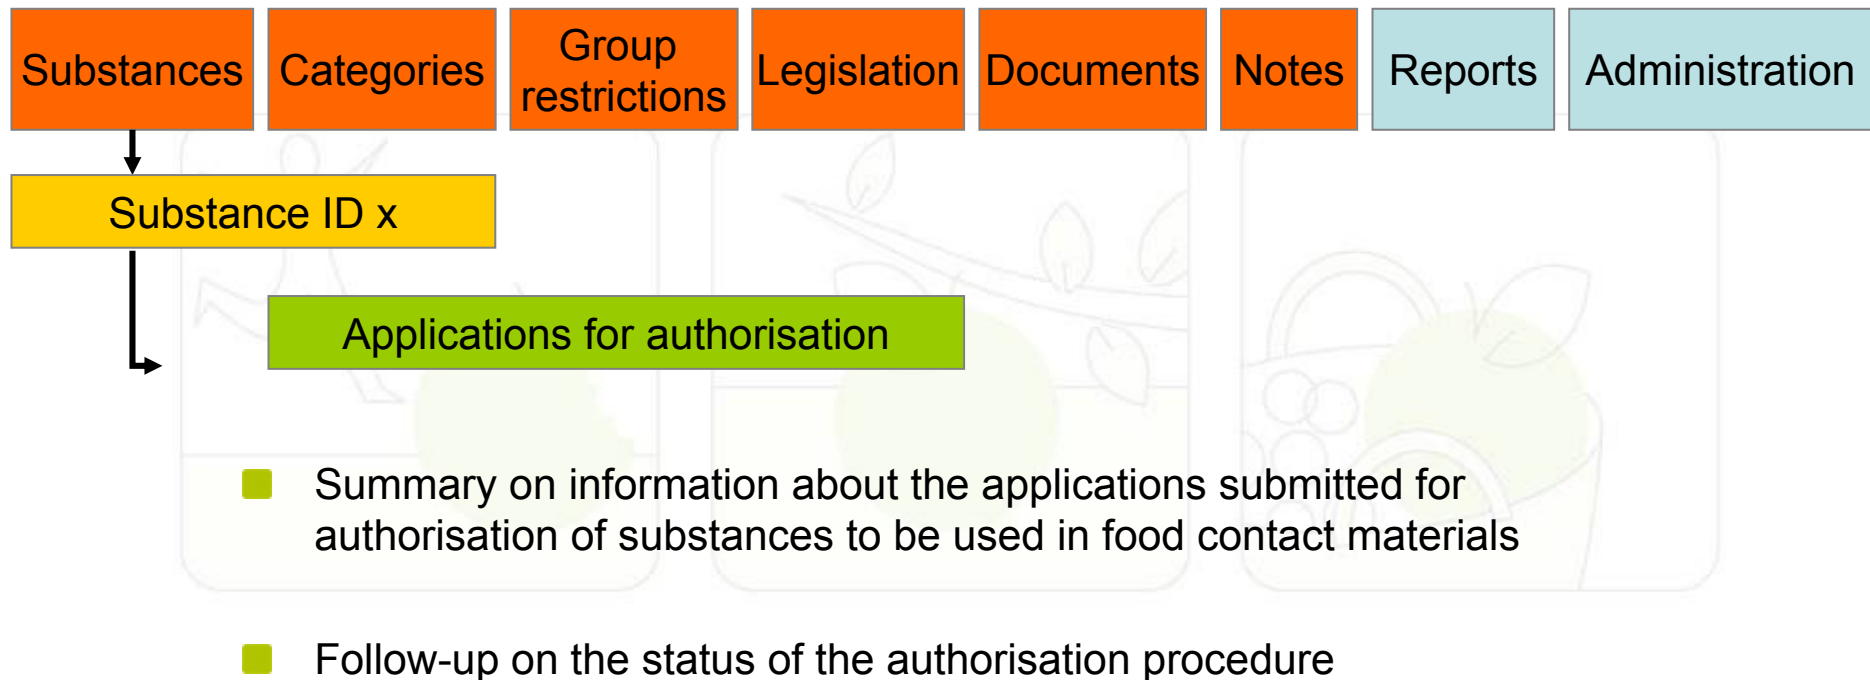 Substances
Categories
Group
restrictions
Legislation
Documents
Notes
Reports
Administration
Substance ID x
Applications for authorisation
Summary on information about the applications submitted for
authorisation of substances to be used in food contact materials
Follow-up on the status of the authorisation procedure